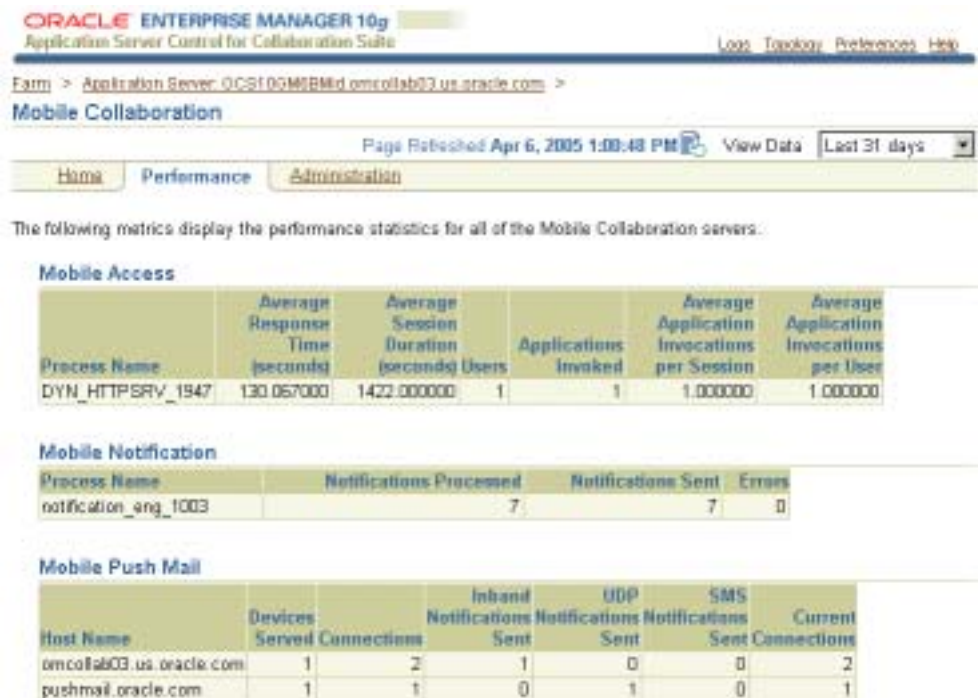 ORACLE ENTERPRISE MANAGER 10g
Application Server Control for Collaboration Suite
Logs Topology Preferences Help
Farm > Application Server: OCS10GM6BMid.omcollab03.us.oracle.com >
Mobile Collaboration
Page Refreshed Apr 6, 2005 1:00:48 PM View Data Last 31 days
Home Performance Administration
The following metrics display the performance statistics for all of the Mobile Collaboration servers.
Mobile Access
Process Name Average Response Time (seconds) Average Session Duration (seconds) Users Applications Invoked Average Application Invocations per Session Average Application Invocations per User
DYN_HTTPSRV_1947 130.067000 1422.000000 1 1 1.000000 1.000000
Mobile Notification
Process Name Notifications Processed Notifications Sent Errors
notification_eng_1003 7 7 0
Mobile Push Mail
Host Name Devices Served Connections Inband Notifications Sent UDP Notifications Sent SMS Notifications Sent Current Connections
omcollab03.us.oracle.com 1 2 1 0 0 2
pushmail.oracle.com 1 1 0 1 0 1